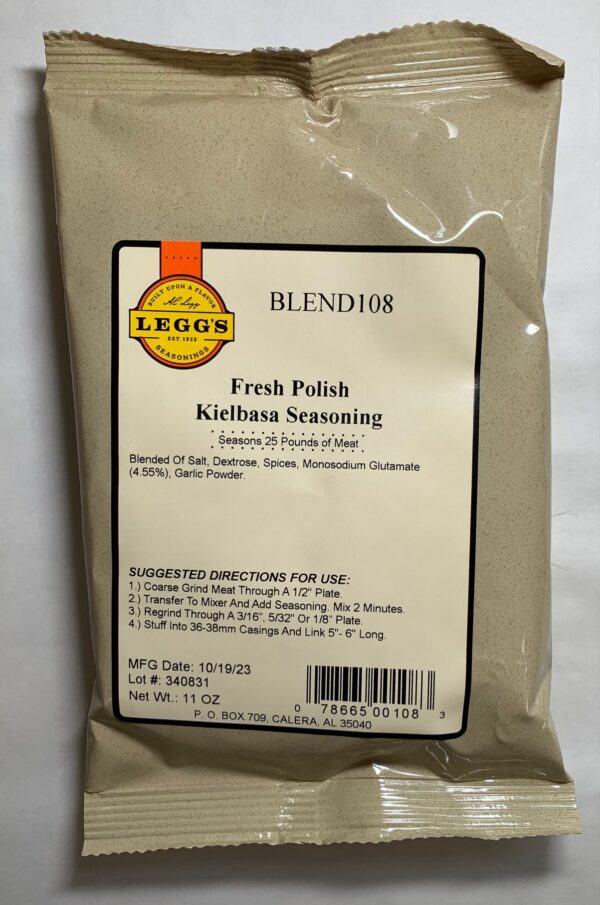 BUILT UPON A FLAVOR
AC Legg
LEGG'S
EST 1923
SEASONINGS
BLEND108
Fresh Polish
Kielbasa Seasoning
Seasons 25 Pounds of Meat
Blended Of Salt, Dextrose, Spices, Monosodium Glutamate
(4.55%), Garlic Powder.
SUGGESTED DIRECTIONS FOR USE:
1.) Coarse Grind Meat Through A 1/2" Plate.
2.) Transfer To Mixer And Add Seasoning. Mix 2 Minutes.
3.) Regrind Through A 3/16", 5/32" Or 1/8" Plate.
4.) Stuff Into 36-38mm Casings And Link 5"- 6" Long.
MFG Date: 10/19/23
Lot #: 340831
Net Wt.: 11 OZ
0 78665 00108 3
P. O. BOX 709, CALERA, AL 35040